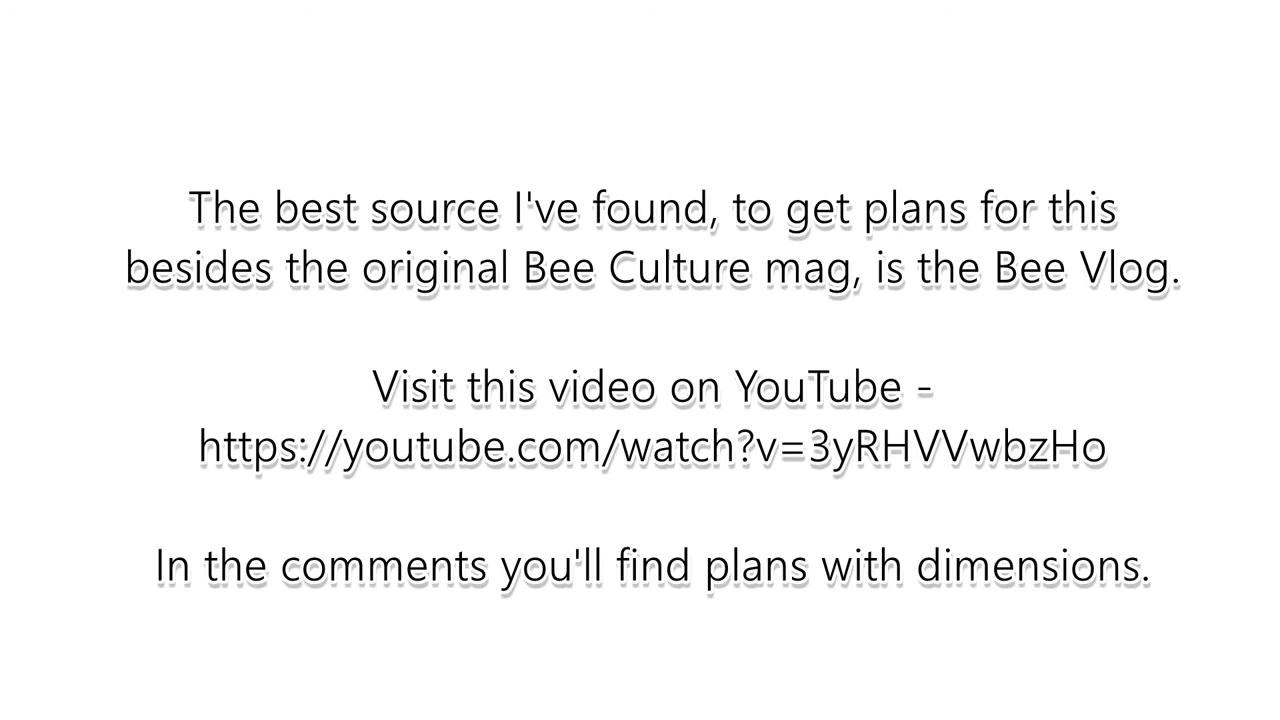 The best source I've found, to get plans for this
besides the original Bee Culture mag, is the Bee Vlog.
Visit this video on YouTube -
https://youtube.com/watch?v=3yRHVVwbzHo
In the comments you'll find plans with dimensions.